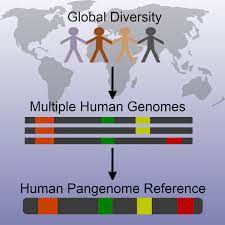 Global Diversity
Multiple Human Genomes
Human Pangenome Reference